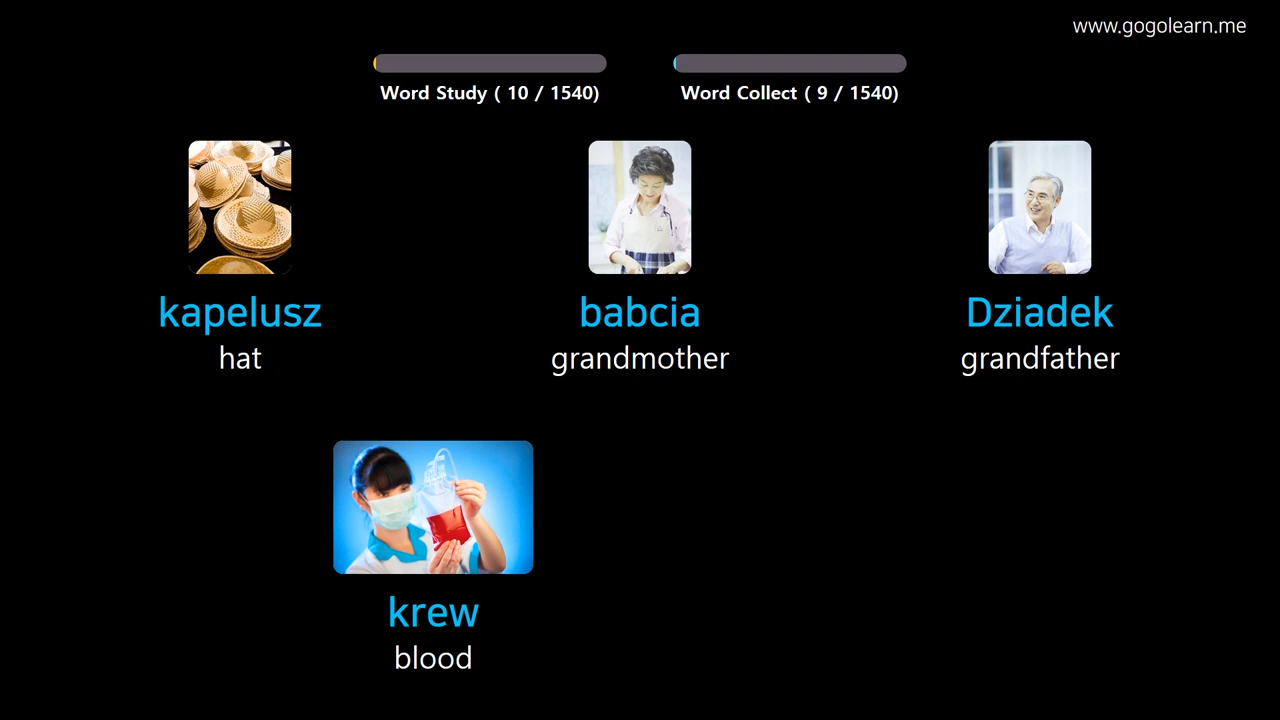 www.gogolearn.me
Word Study ( 10 / 1540)
Word Collect ( 9 / 1540)
kapelusz
hat
babcia
grandmother
Dziadek
grandfather
krew
blood